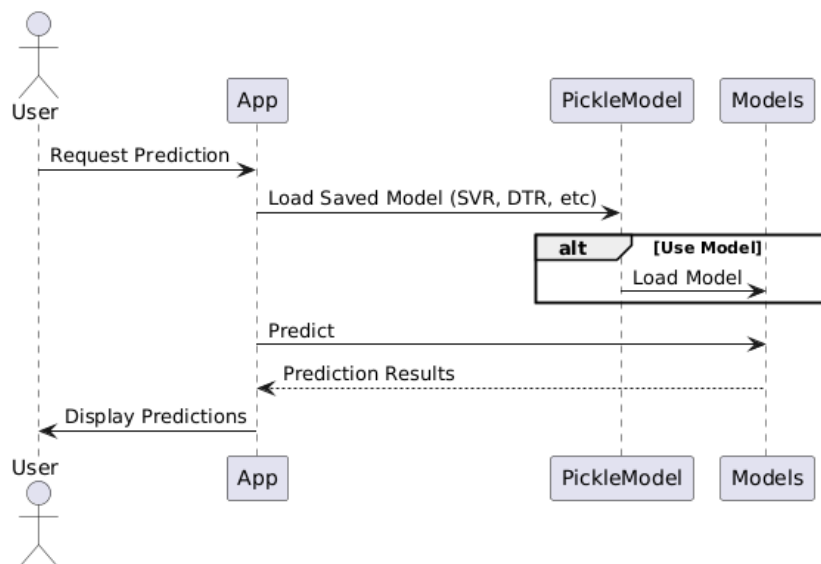 User
App
PickleModel
Models
Request Prediction
Load Saved Model (SVR, DTR, etc)
alt
[Use Model]
Load Model
Predict
Prediction Results
Display Predictions
User
App
PickleModel
Models